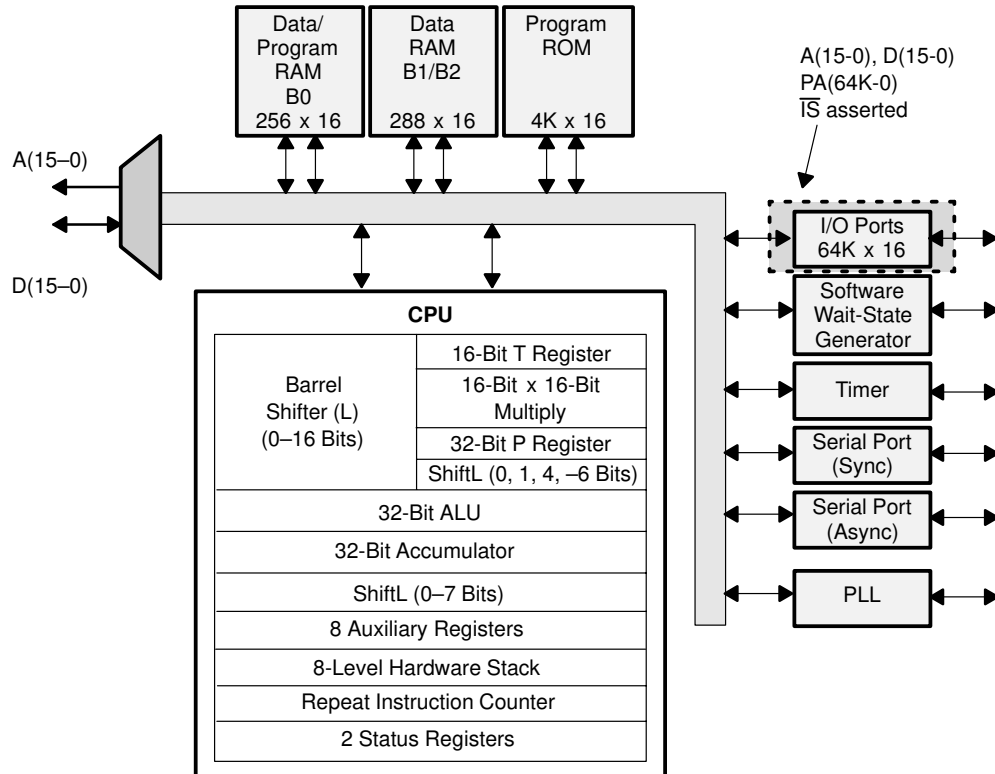 Data/
Program
RAM
B0
256 x 16
Data
RAM
B1/B2
288 x 16
Program
ROM
4K x 16
A(15-0), D(15-0)
PA(64K-0)
I̅S̅ asserted
A(15–0)
D(15–0)
I/O Ports
64K x 16
Software
Wait-State
Generator
Timer
Serial Port
(Sync)
Serial Port
(Async)
PLL
CPU
Barrel
Shifter (L)
(0–16 Bits)
16-Bit T Register
16-Bit x 16-Bit
Multiply
32-Bit P Register
ShiftL (0, 1, 4, –6 Bits)
32-Bit ALU
32-Bit Accumulator
ShiftL (0–7 Bits)
8 Auxiliary Registers
8-Level Hardware Stack
Repeat Instruction Counter
2 Status Registers